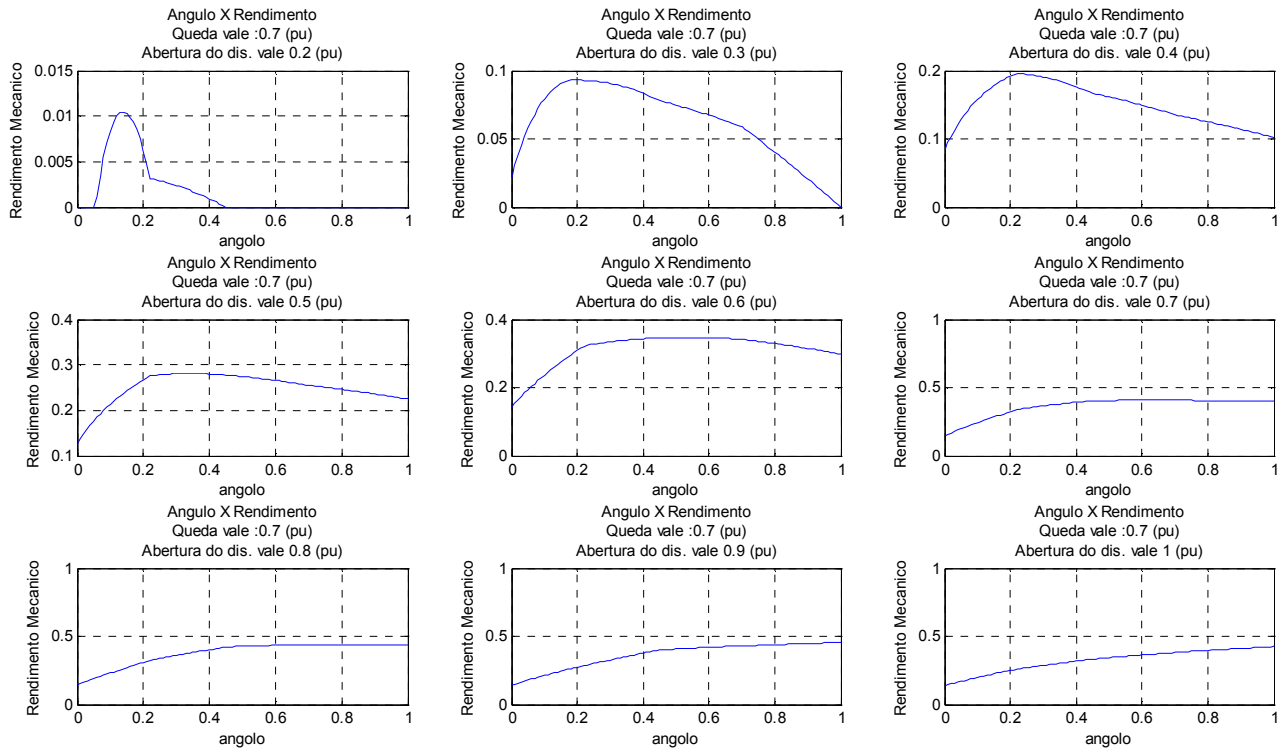 Angulo X Rendimento
Queda vale :0.7 (pu)
Abertura do dis. vale 0.2 (pu)
0.015
0.01
0.005
0
Rendimento Mecanico
0 0.2 0.4 0.6 0.8 1
angolo
Angulo X Rendimento
Queda vale :0.7 (pu)
Abertura do dis. vale 0.3 (pu)
0.1
0.05
0
Rendimento Mecanico
0 0.2 0.4 0.6 0.8 1
angolo
Angulo X Rendimento
Queda vale :0.7 (pu)
Abertura do dis. vale 0.4 (pu)
0.2
0.1
0
Rendimento Mecanico
0 0.2 0.4 0.6 0.8 1
angolo
Angulo X Rendimento
Queda vale :0.7 (pu)
Abertura do dis. vale 0.5 (pu)
0.4
0.3
0.2
0.1
Rendimento Mecanico
0 0.2 0.4 0.6 0.8 1
angolo
Angulo X Rendimento
Queda vale :0.7 (pu)
Abertura do dis. vale 0.6 (pu)
0.4
0.2
0
Rendimento Mecanico
0 0.2 0.4 0.6 0.8 1
angolo
Angulo X Rendimento
Queda vale :0.7 (pu)
Abertura do dis. vale 0.7 (pu)
1
0.5
0
Rendimento Mecanico
0 0.2 0.4 0.6 0.8 1
angolo
Angulo X Rendimento
Queda vale :0.7 (pu)
Abertura do dis. vale 0.8 (pu)
1
0.5
0
Rendimento Mecanico
0 0.2 0.4 0.6 0.8 1
angolo
Angulo X Rendimento
Queda vale :0.7 (pu)
Abertura do dis. vale 0.9 (pu)
1
0.5
0
Rendimento Mecanico
0 0.2 0.4 0.6 0.8 1
angolo
Angulo X Rendimento
Queda vale :0.7 (pu)
Abertura do dis. vale 1 (pu)
1
0.5
0
Rendimento Mecanico
0 0.2 0.4 0.6 0.8 1
angolo